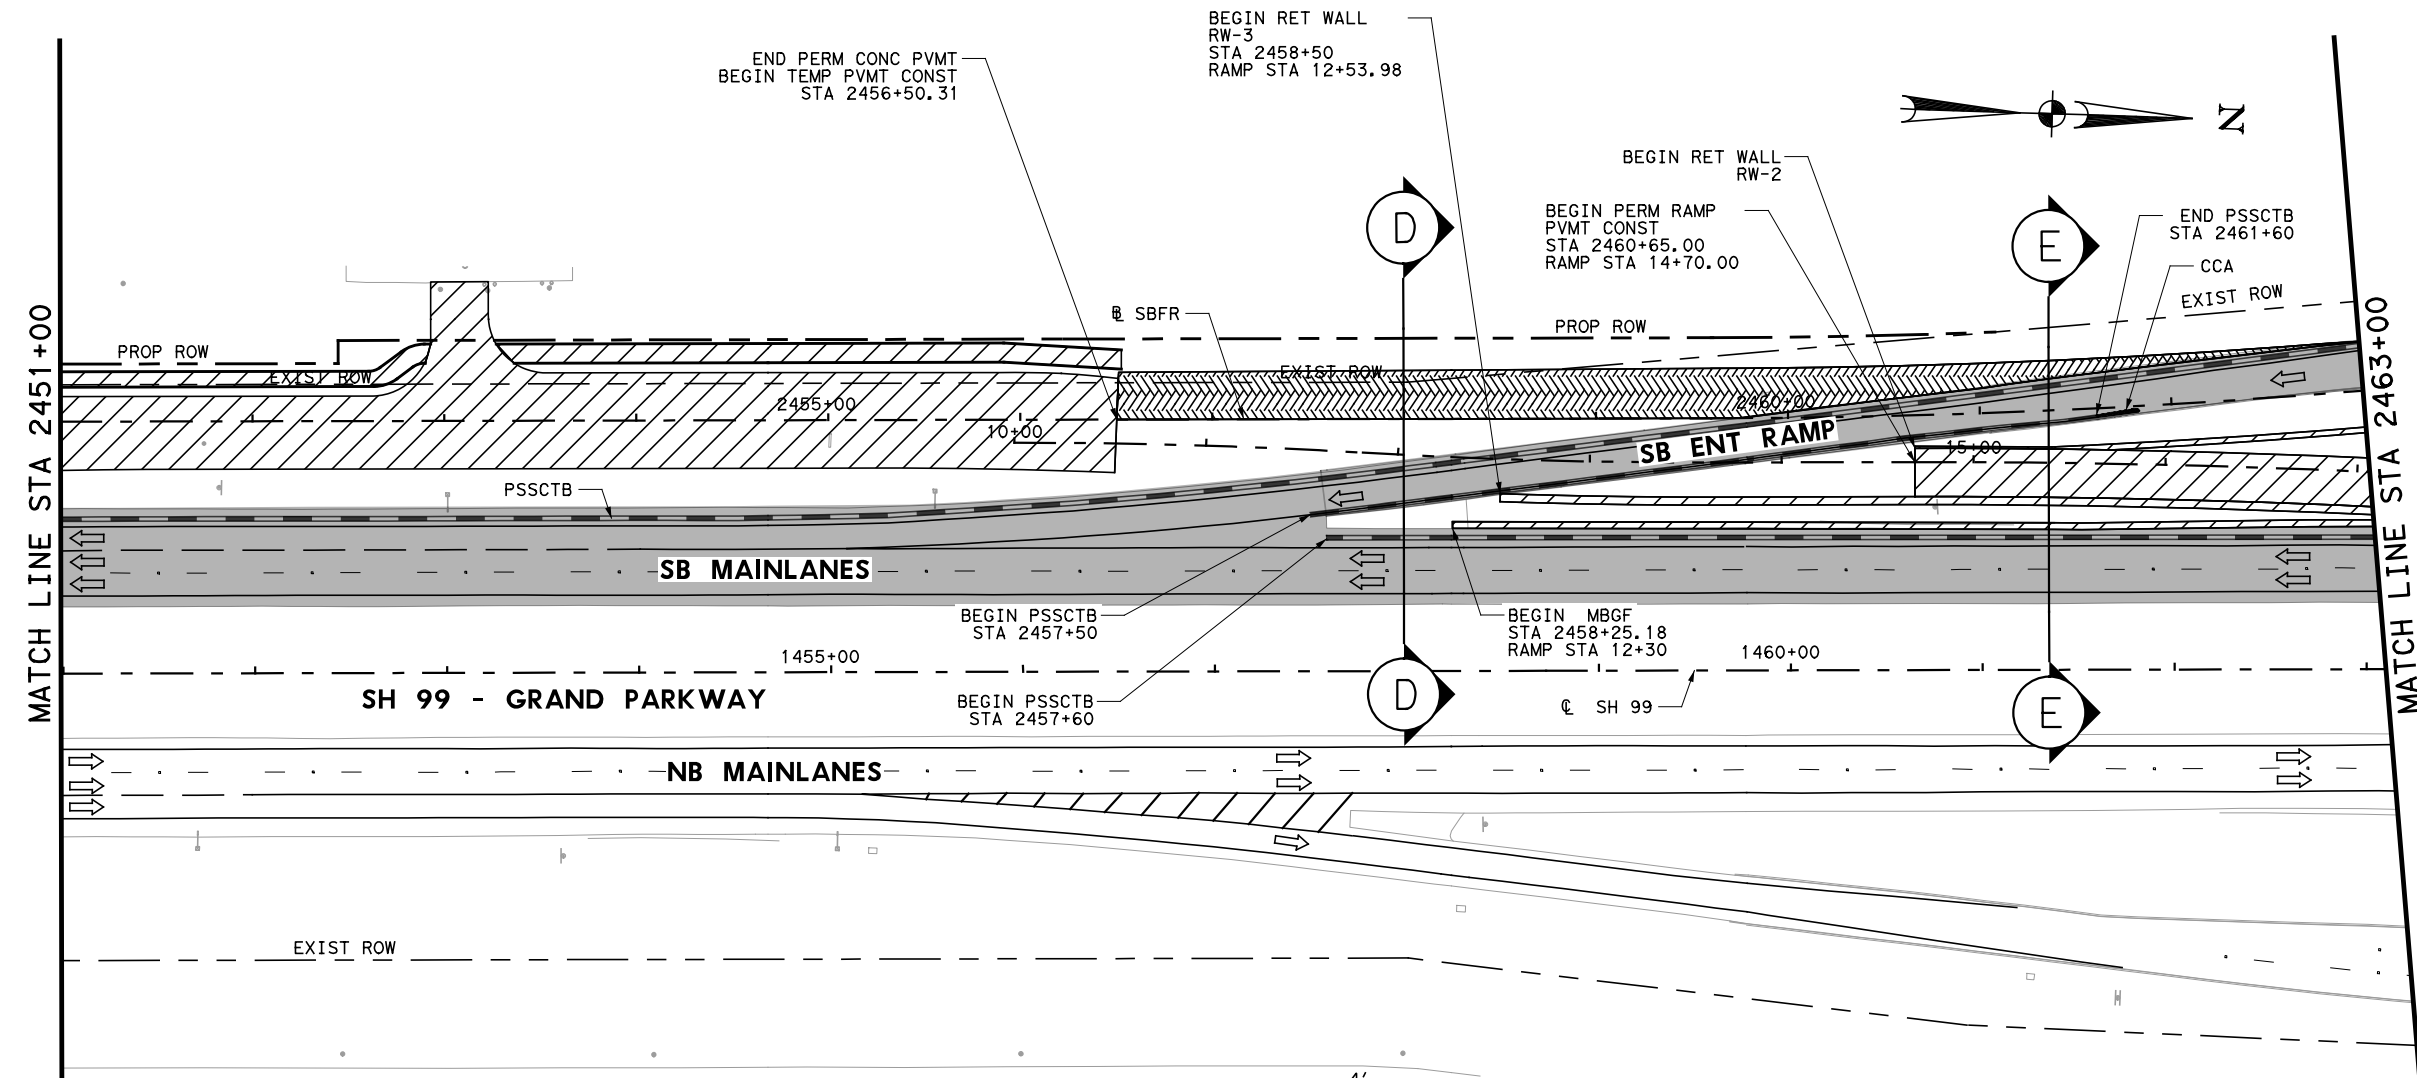 BEGIN RET WALL
RW-3
STA 2458+50
RAMP STA 12+53.98
END PERM CONC PVMT
BEGIN TEMP PVMT CONST
STA 2456+50.31
N
BEGIN RET WALL
RW-2
BEGIN PERM RAMP
PVMT CONST
STA 2460+65.00
RAMP STA 14+70.00
D
E
END PSSCTB
STA 2461+60
CCA
EXIST ROW
MATCH LINE STA 2451+00
MATCH LINE STA 2463+00
℄ SBFR
PROP ROW
PROP ROW
EXIST ROW
EXIST ROW
2455+00
2460+00
10+00
15+00
SB ENT RAMP
PSSCTB
SB MAINLANES
BEGIN PSSCTB
STA 2457+50
BEGIN MBGF
STA 2458+25.18
RAMP STA 12+30
1455+00
1460+00
SH 99 - GRAND PARKWAY
BEGIN PSSCTB
STA 2457+60
D
℄ SH 99
E
NB MAINLANES
EXIST ROW